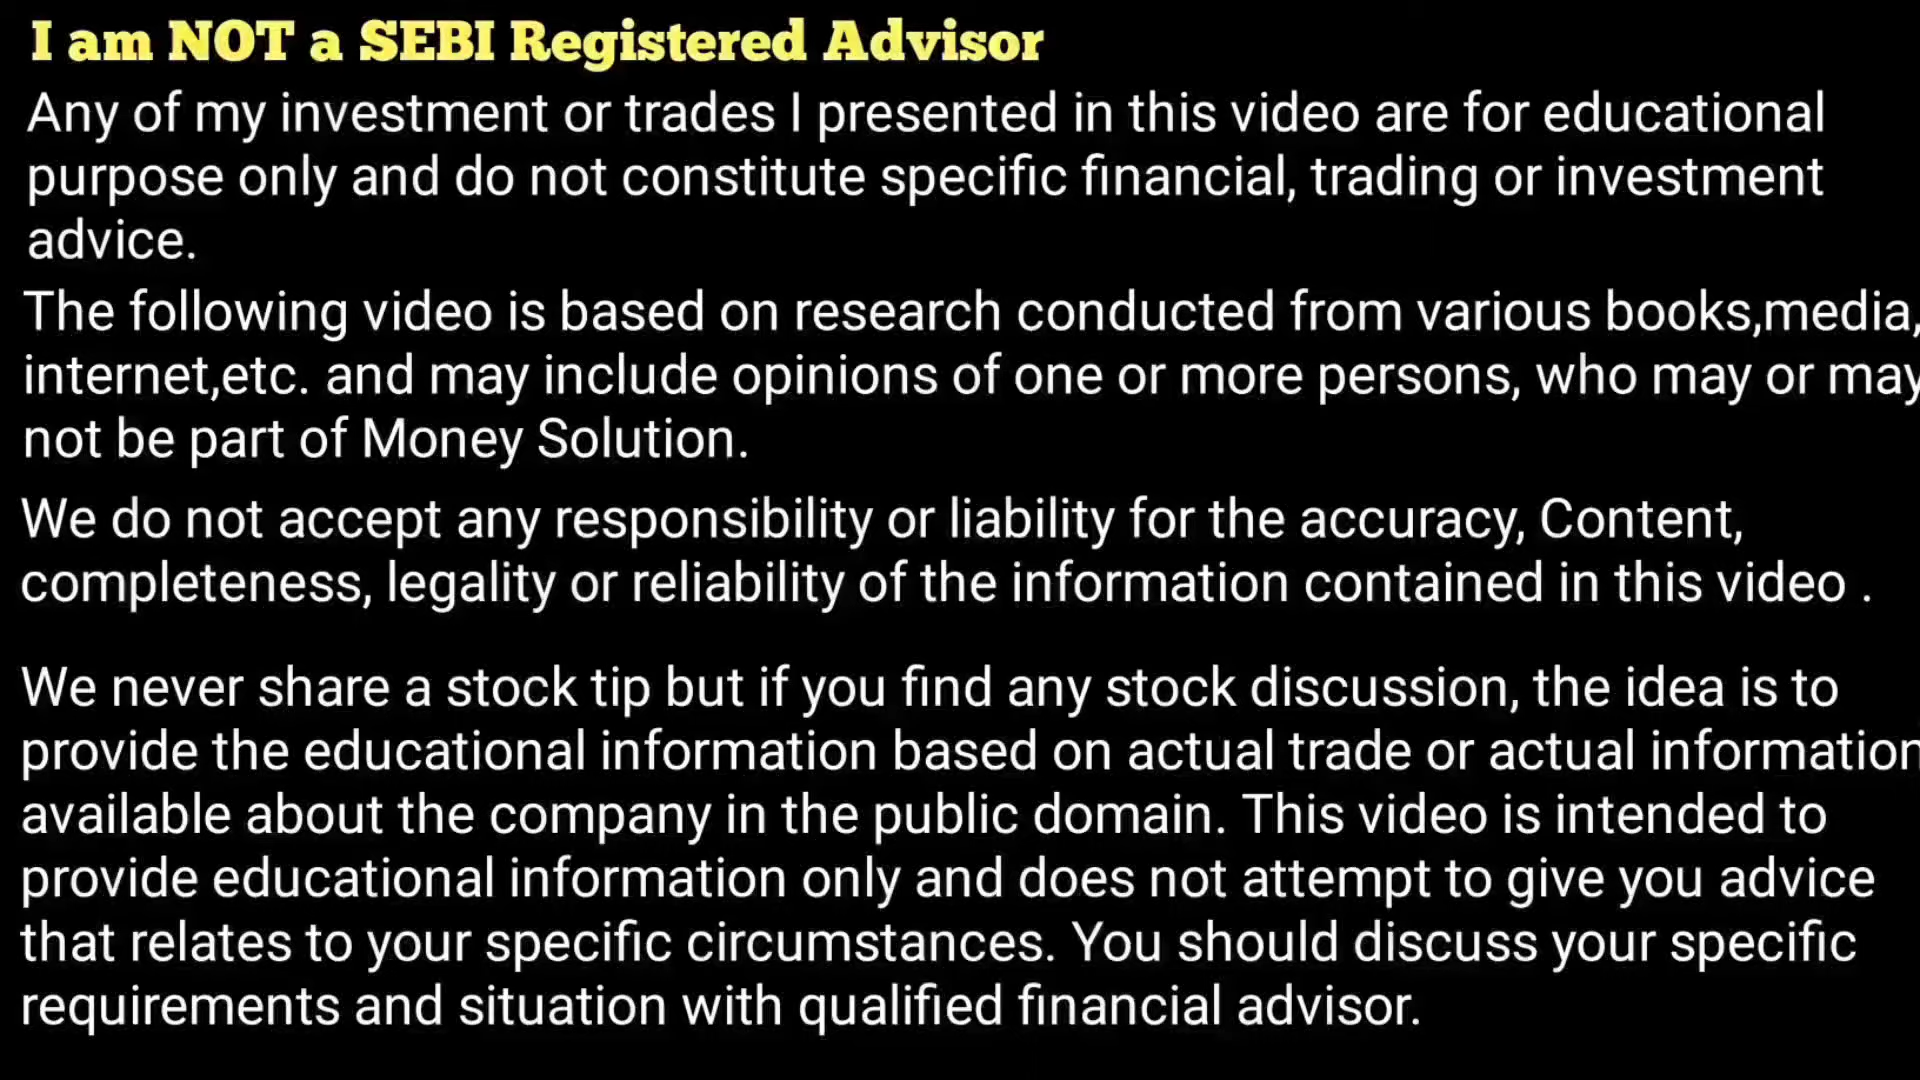 I am NOT a SEBI Registered Advisor
Any of my investment or trades I presented in this video are for educational
purpose only and do not constitute specific financial, trading or investment
advice.
The following video is based on research conducted from various books,media,
internet,etc. and may include opinions of one or more persons, who may or may
not be part of Money Solution.
We do not accept any responsibility or liability for the accuracy, Content,
completeness, legality or reliability of the information contained in this video .
We never share a stock tip but if you find any stock discussion, the idea is to
provide the educational information based on actual trade or actual information
available about the company in the public domain. This video is intended to
provide educational information only and does not attempt to give you advice
that relates to your specific circumstances. You should discuss your specific
requirements and situation with qualified financial advisor.